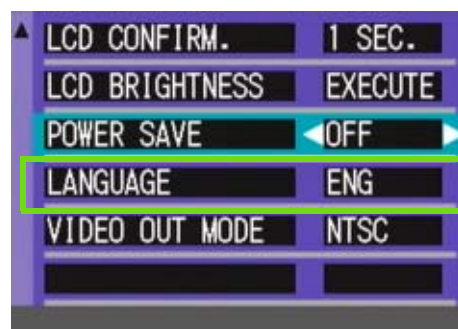 LCD CONFIRM. 1 SEC.
LCD BRIGHTNESS EXECUTE
POWER SAVE OFF
LANGUAGE ENG
VIDEO OUT MODE NTSC